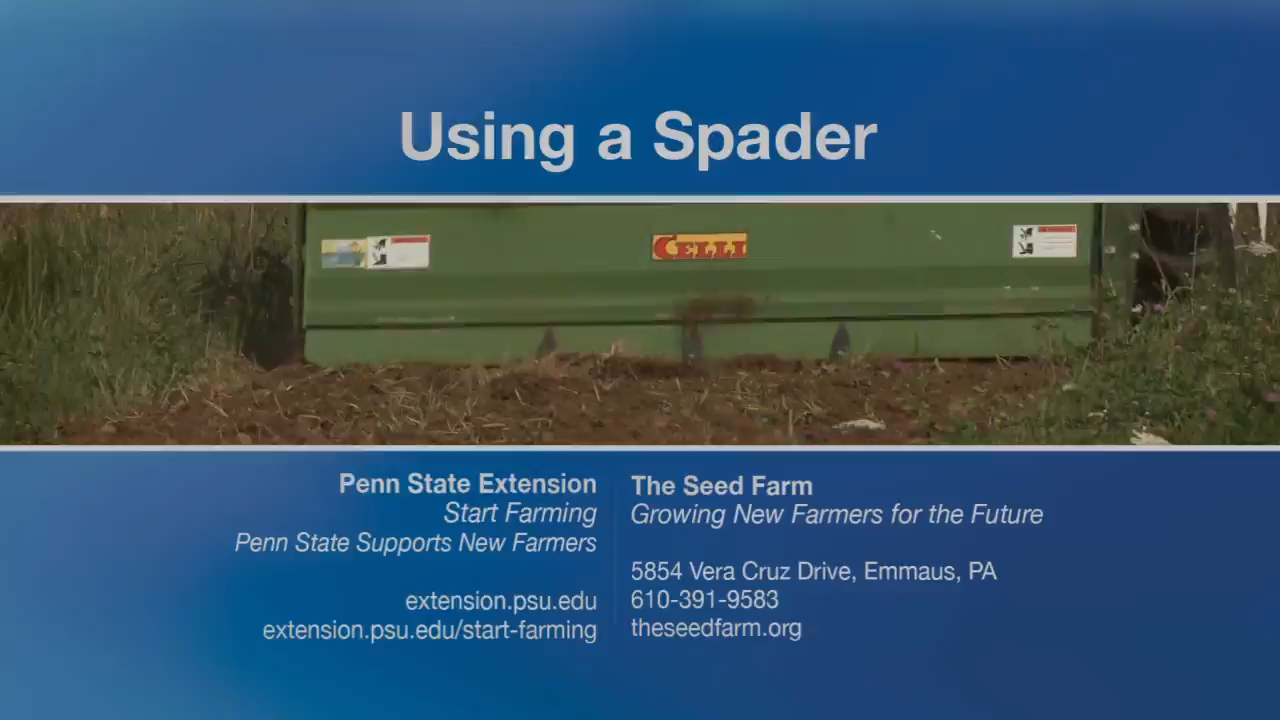 Using a Spader
CELLI
Penn State Extension
Start Farming
Penn State Supports New Farmers
extension.psu.edu
extension.psu.edu/start-farming
The Seed Farm
Growing New Farmers for the Future
5854 Vera Cruz Drive, Emmaus, PA
610-391-9583
theseedfarm.org